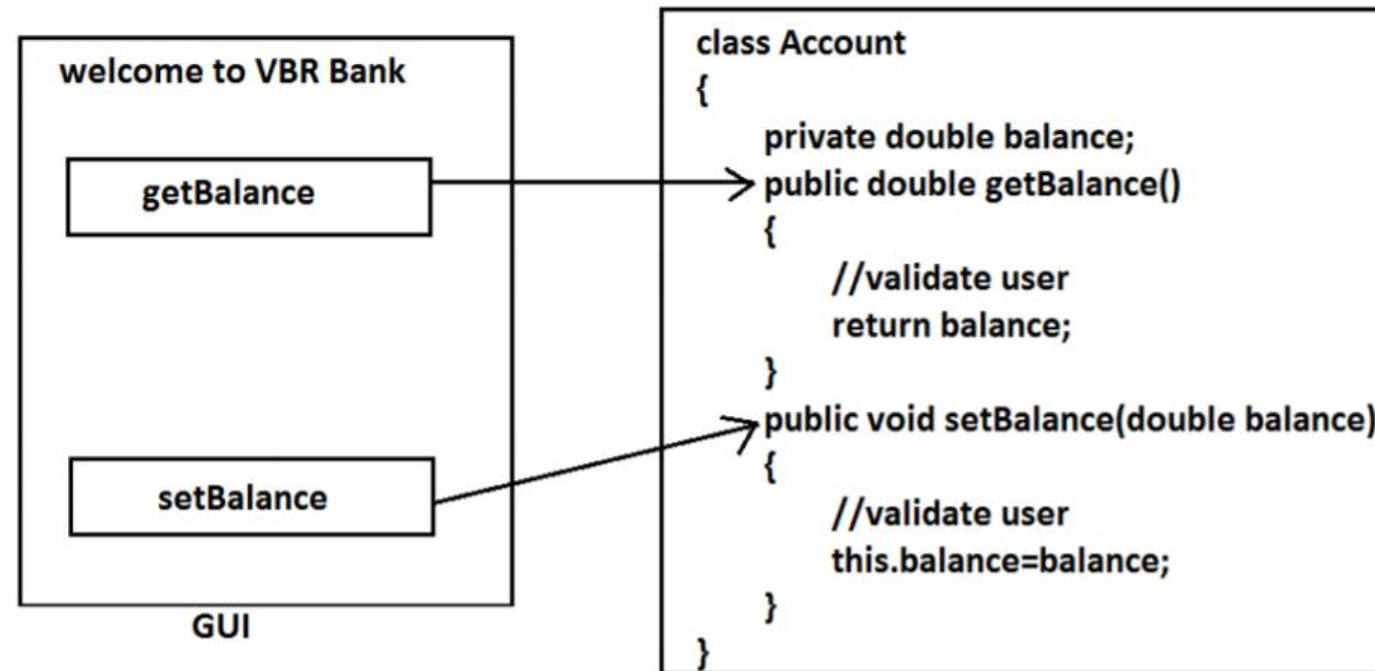 welcome to VBR Bank
getBalance
setBalance
GUI
class Account
{
private double balance;
public double getBalance()
{
//validate user
return balance;
}
public void setBalance(double balance)
{
//validate user
this.balance=balance;
}
}